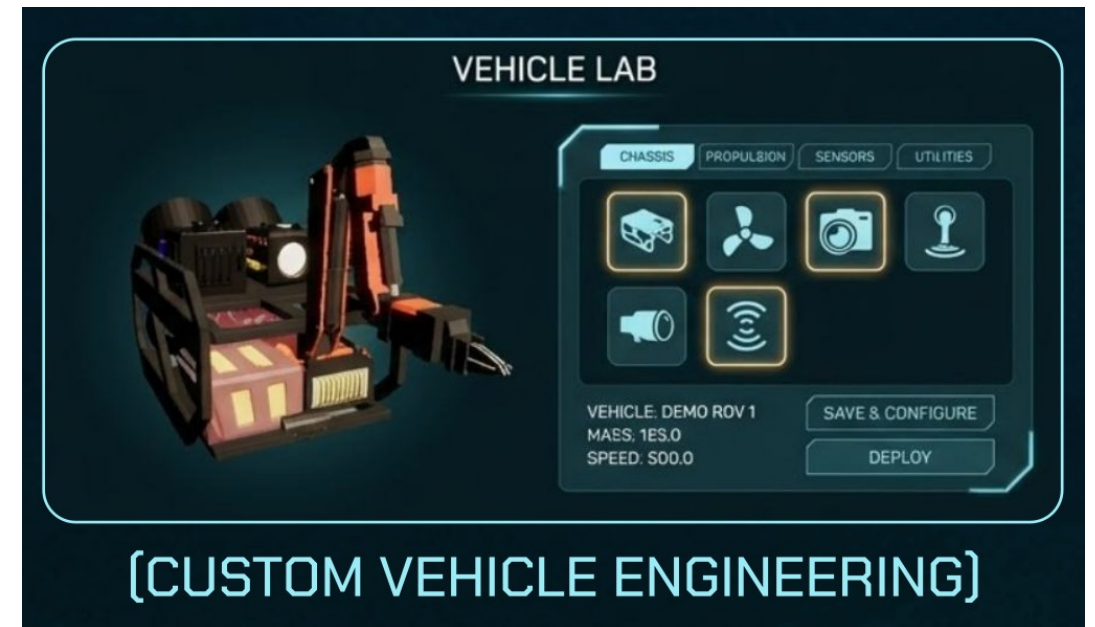 VEHICLE LAB
CHASSIS
PROPULSION
SENSORS
UTILITIES
VEHICLE: DEMO ROV 1
MASS: 1ES.0
SPEED: SD0.0
SAVE & CONFIGURE
DEPLOY
[CUSTOM VEHICLE ENGINEERING]